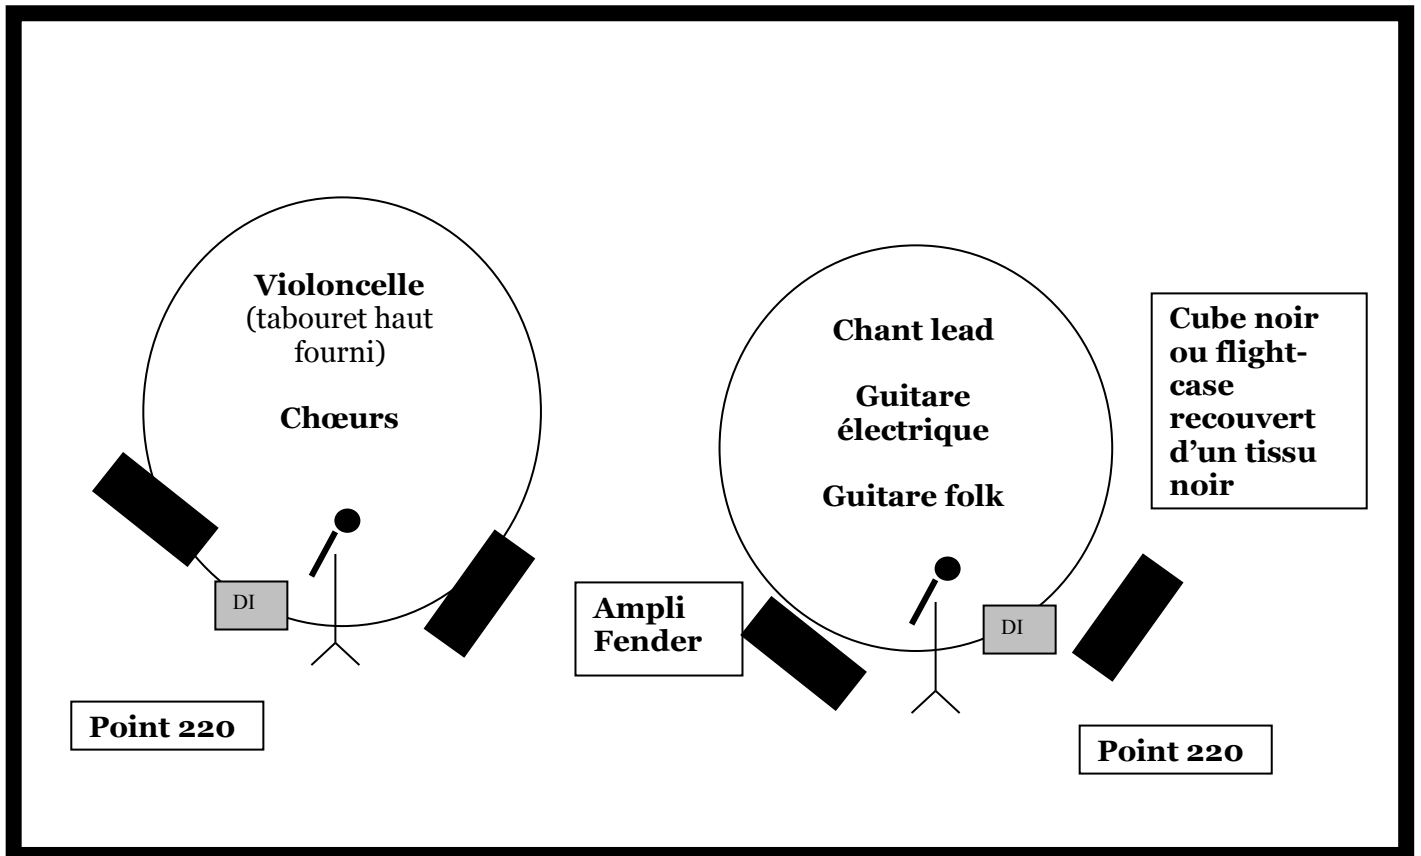 Violoncelle
(tabouret haut
fourni)
Chœurs
DI
Point 220
Chant lead
Guitare
électrique
Guitare folk
Ampli
Fender
DI
Cube noir
ou flight-
case
recouvert
d’un tissu
noir
Point 220